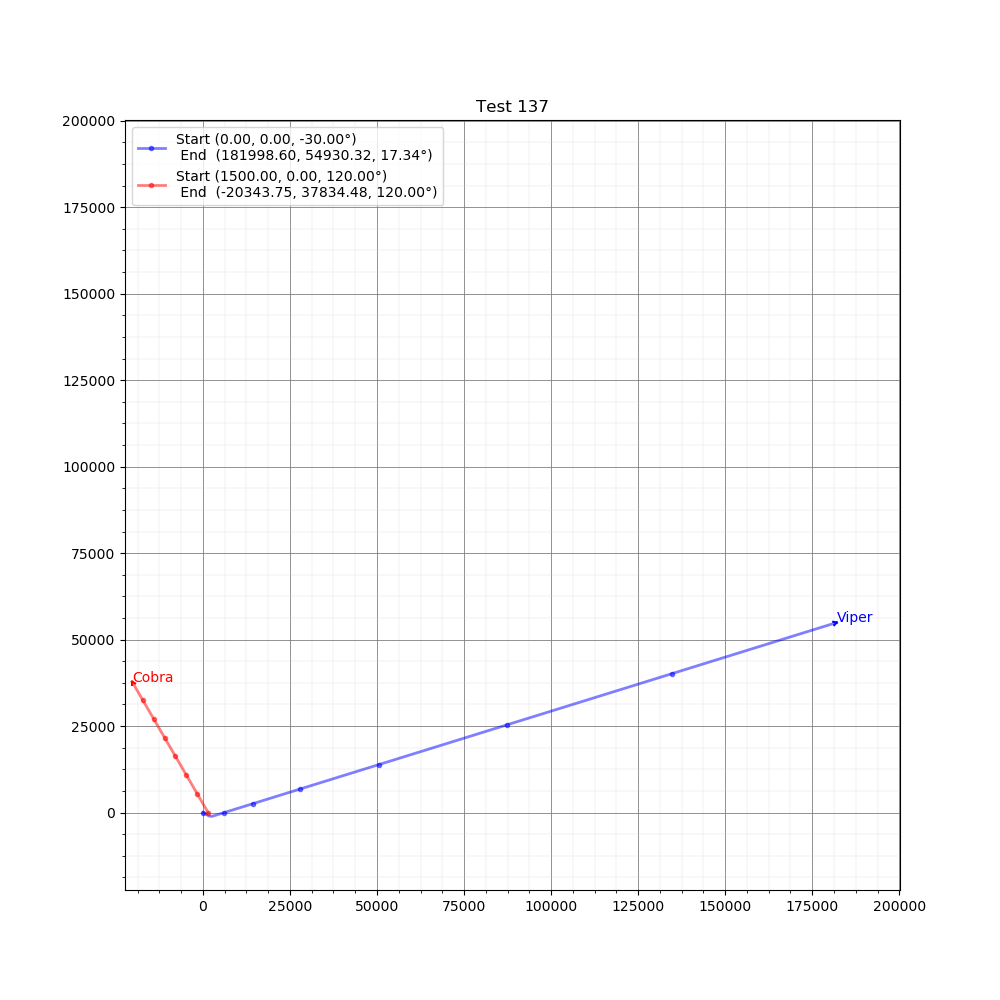 Test 137
Start (0.00, 0.00, -30.00°)
End (181998.60, 54930.32, 17.34°)
Start (1500.00, 0.00, 120.00°)
End (-20343.75, 37834.48, 120.00°)
200000
175000
150000
125000
100000
75000
50000
25000
0
Viper
Cobra
0 25000 50000 75000 100000 125000 150000 175000 200000